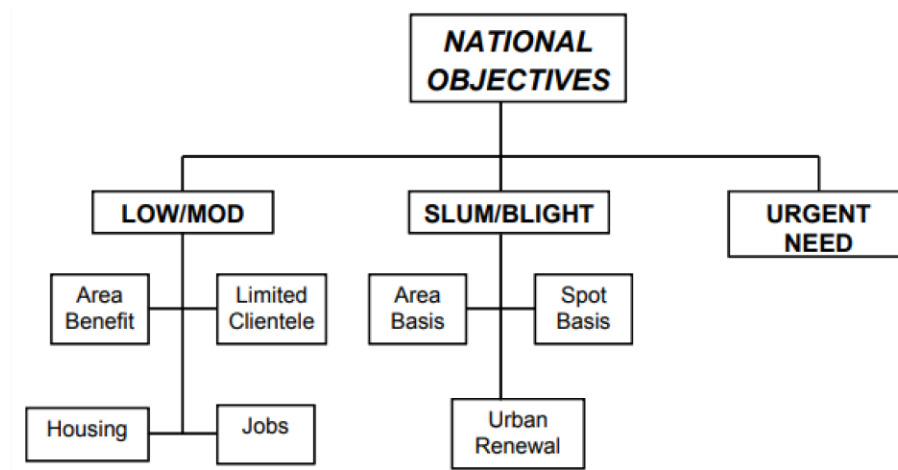 NATIONAL
OBJECTIVES
LOW/MOD
SLUM/BLIGHT
URGENT
NEED
Area
Benefit
Limited
Clientele
Area
Basis
Spot
Basis
Housing
Jobs
Urban
Renewal